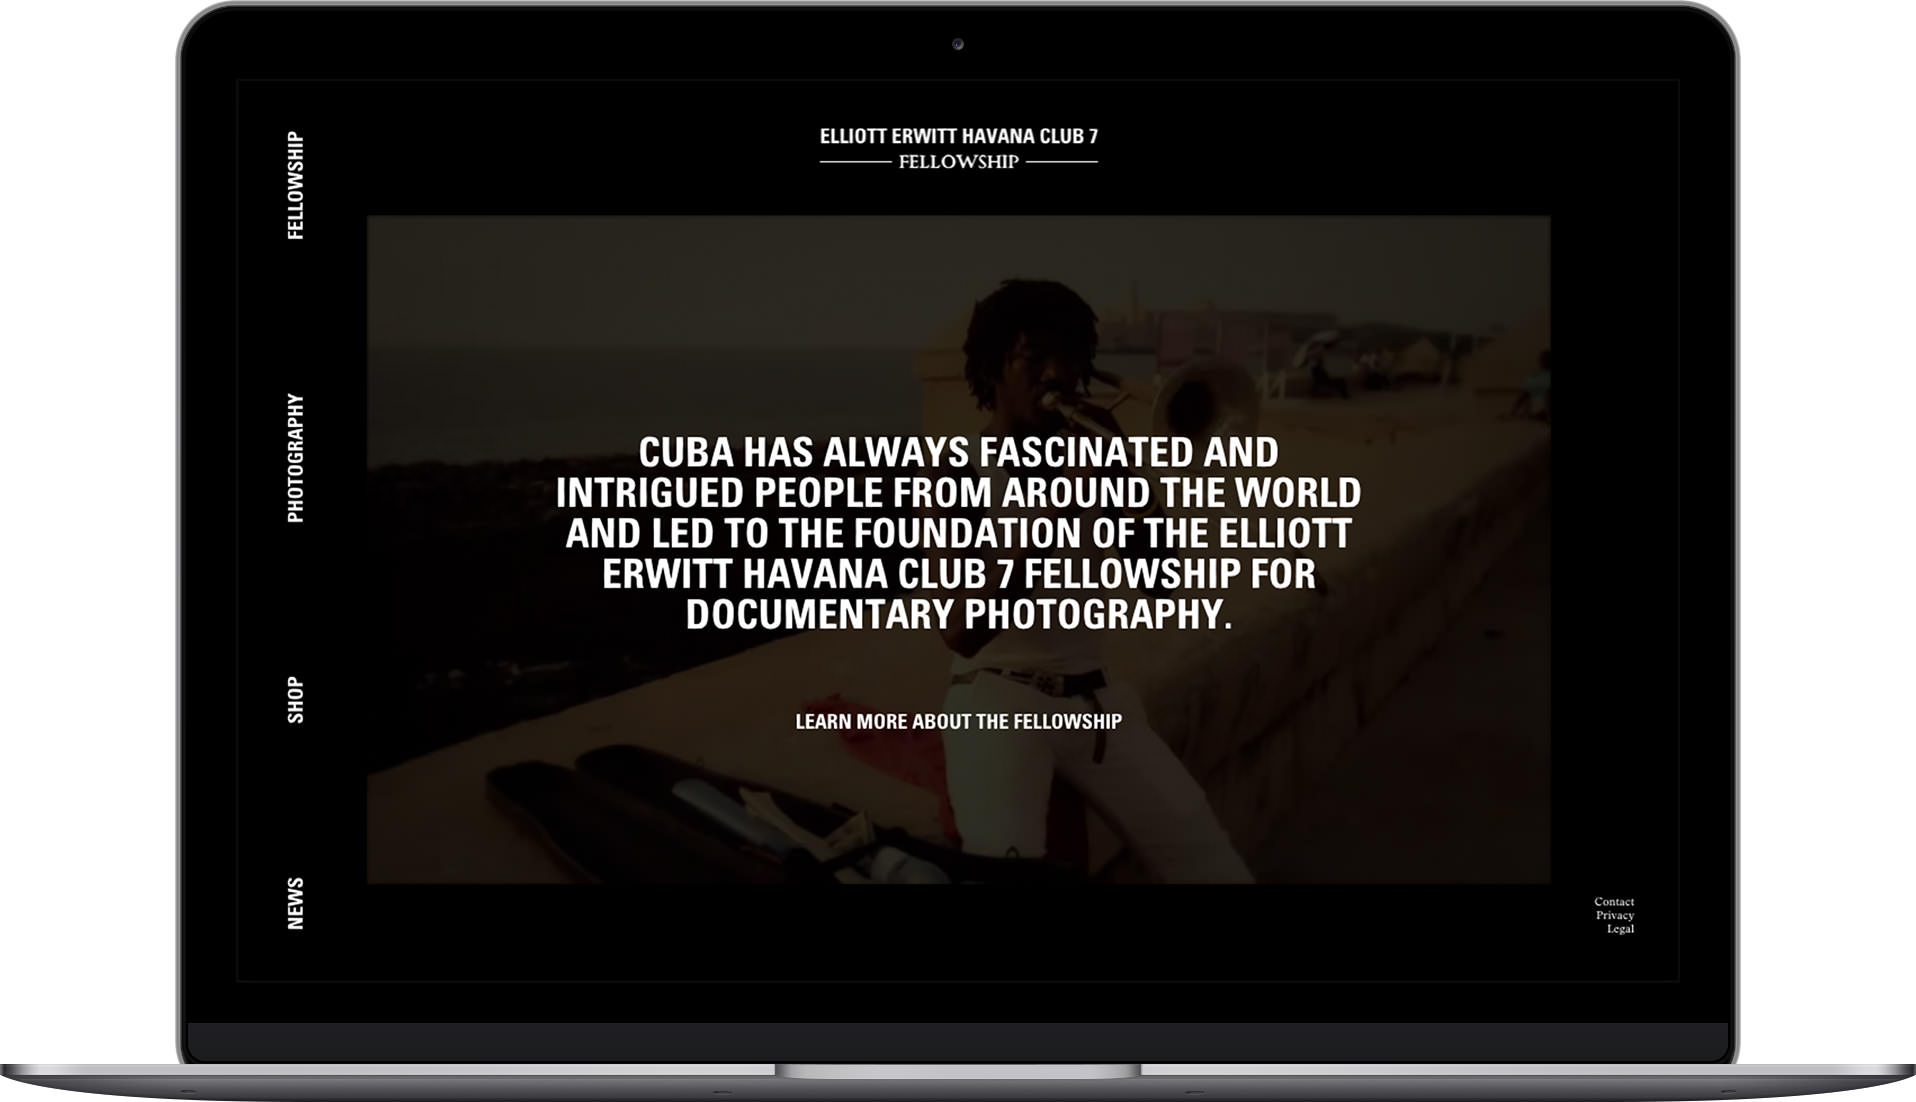 ELLIOTT ERWITT HAVANA CLUB 7
FELLOWSHIP
FELLOWSHIP
PHOTOGRAPHY
SHOP
NEWS
CUBA HAS ALWAYS FASCINATED AND
INTRIGUED PEOPLE FROM AROUND THE WORLD
AND LED TO THE FOUNDATION OF THE ELLIOTT
ERWITT HAVANA CLUB 7 FELLOWSHIP FOR
DOCUMENTARY PHOTOGRAPHY.
LEARN MORE ABOUT THE FELLOWSHIP
Contact
Privacy
Legal